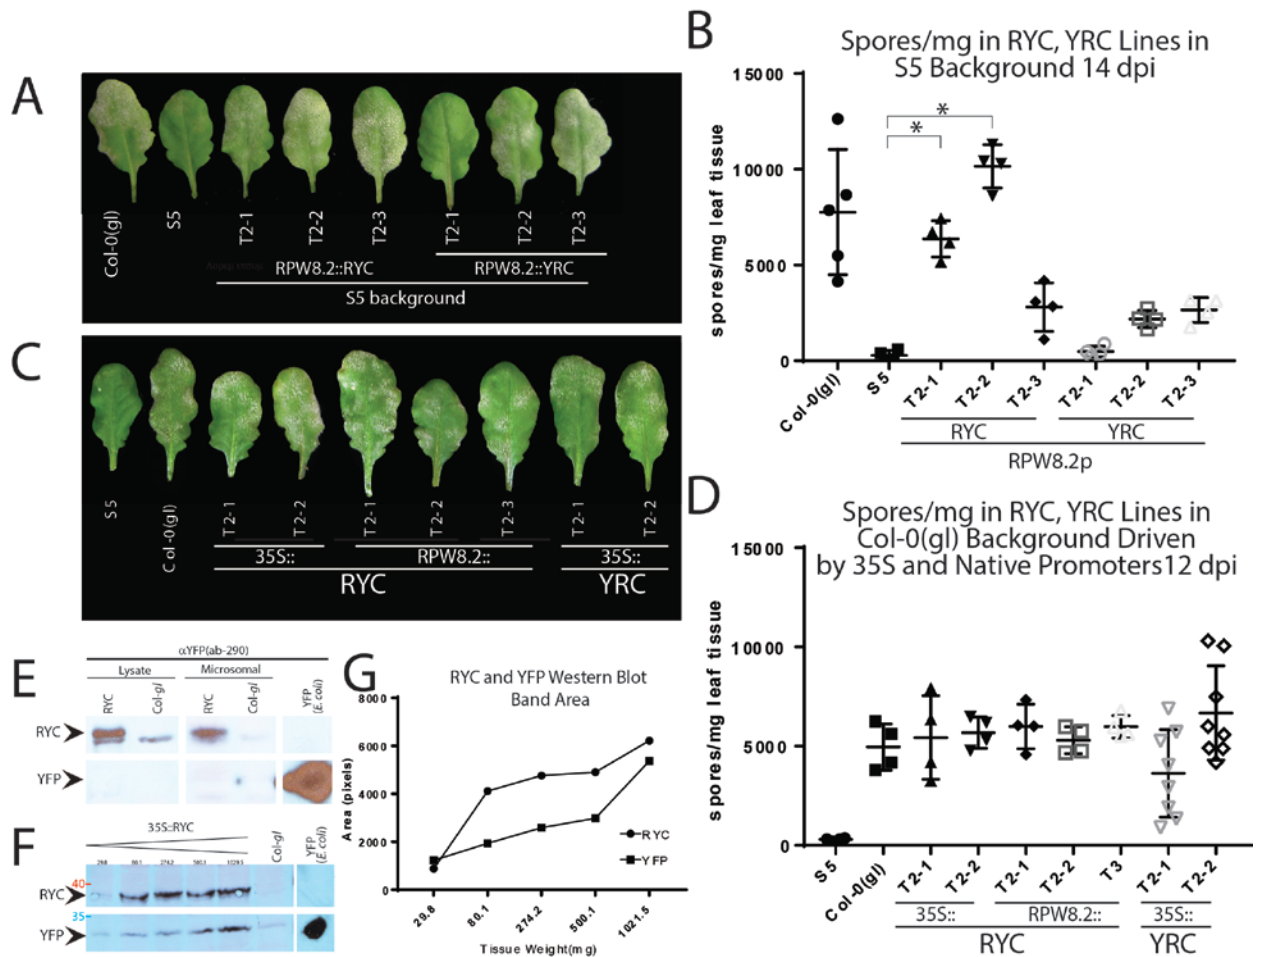 A
Col-0(gl)
S5
T2-1
T2-2
T2-3
T2-1
T2-2
T2-3
RPW8.2::RYC
RPW8.2::YRC
S5 background
B
Spores/mg in RYC, YRC Lines in
S5 Background 14 dpi
spores/mg leaf tissue
15000
10000
5000
0
*
*
Col-0(gl)
S5
T2-1
T2-2
T2-3
T2-1
T2-2
T2-3
RYC
YRC
RPW8.2p
C
S5
Col-0(gl)
T2-1
T2-2
T2-1
T2-2
T2-3
T2-1
T2-2
35S::
RPW8.2::
35S::
RYC
YRC
D
Spores/mg in RYC, YRC Lines in
Col-0(gl) Background Driven
by 35S and Native Promoters12 dpi
spores/mg leaf tissue
15000
10000
5000
0
S5
Col-0(gl)
T2-1
T2-2
T2-1
T2-2
T3
T2-1
T2-2
35S::
RPW8.2::
35S::
RYC
YRC
E
αYFP(ab-290)
Lysate
Microsomal
RYC
Col-gl
RYC
Col-gl
YFP
(E. coli)
RYC
YFP
F
35S::RYC
Col-gl
YFP
(E. coli)
274.2
40
RYC
35
YFP
G
RYC and YFP Western Blot
Band Area
Area (pixels)
8000
6000
4000
2000
0
RYC
YFP
29.8
80.1
274.2
500.1
1021.5
Tissue Weight(mg)